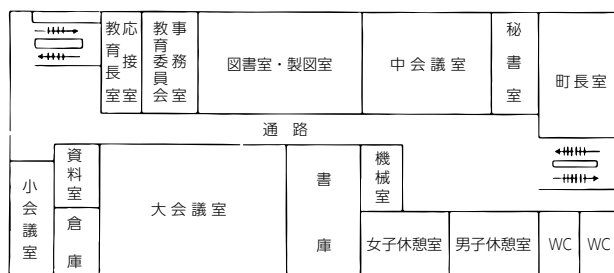 応接室
教育長室
事務室
教育委員会
図書室・製図室
中会議室
秘書室
町長室
通路
小会議室
資料室
倉庫
大会議室
書庫
機械室
女子休憩室
男子休憩室
WC
WC